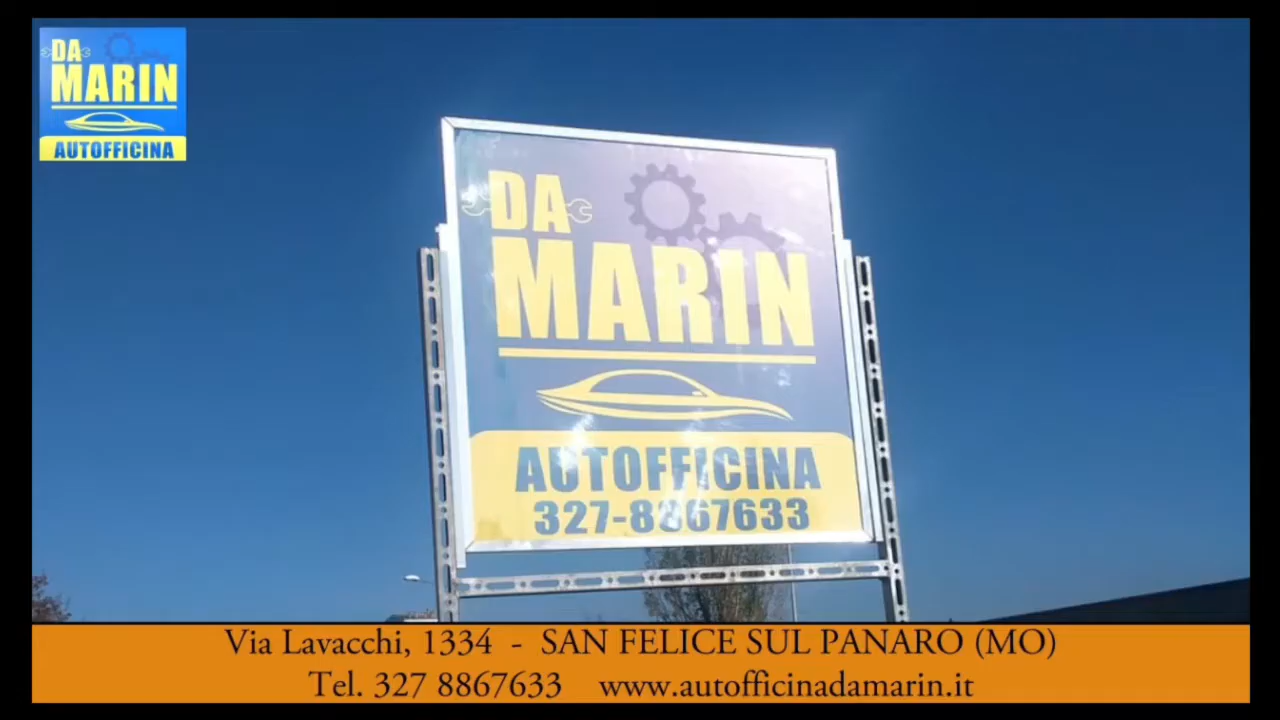 DA
MARIN
AUTOFFICINA
DA
MARIN
AUTOFFICINA
327-8867633
Via Lavacchi, 1334 - SAN FELICE SUL PANARO (MO)
Tel. 327 8867633 www.autofficinadamarin.it